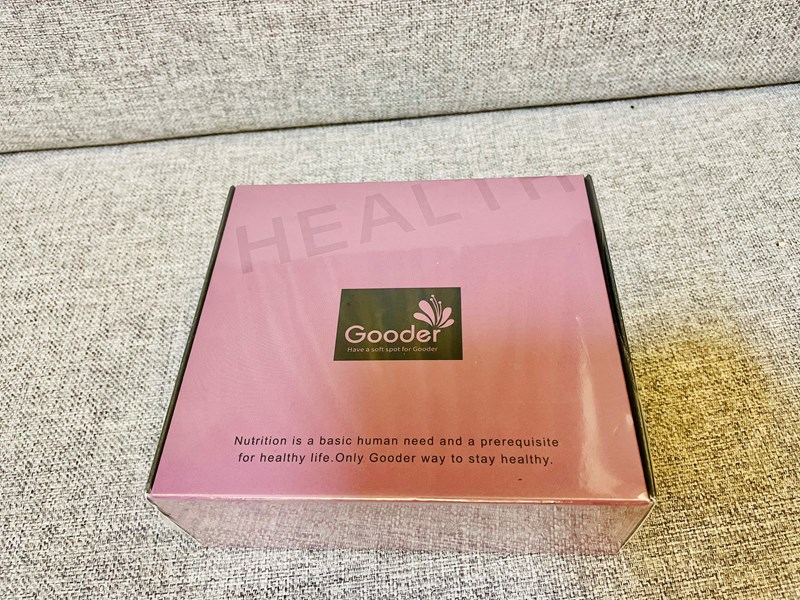 HEALTH
Gooder
Have a soft spot for Gooder
Nutrition is a basic human need and a prerequisite
for healthy life.Only Gooder way to stay healthy.